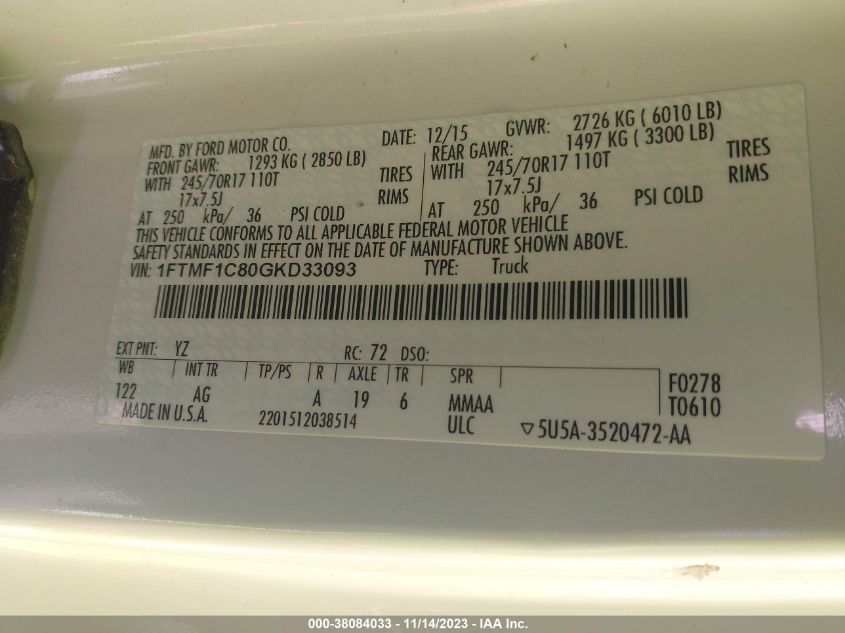 MFD. BY FORD MOTOR CO. DATE: 12/15 GVWR: 2726 KG ( 6010 LB)
FRONT GAWR: 1293 KG ( 2850 LB) REAR GAWR: 1497 KG ( 3300 LB)
WITH 245/70R17 110T TIRES WITH 245/70R17 110T TIRES
17x7.5J RIMS 17x7.5J RIMS
AT 250 kPa/ 36 PSI COLD AT 250 kPa/ 36 PSI COLD
THIS VEHICLE CONFORMS TO ALL APPLICABLE FEDERAL MOTOR VEHICLE
SAFETY STANDARDS IN EFFECT ON THE DATE OF MANUFACTURE SHOWN ABOVE.
VIN: 1FTMF1C80GKD33093 TYPE: Truck
EXT PNT: YZ RC: 72 DSO:
WB INT TR TP/PS R AXLE TR SPR F0278
122 AG A 19 6 MMAA T0610
MADE IN U.S.A. 2201512038514 ULC ▽5U5A-3520472-AA
000-38084033 - 11/14/2023 - IAA Inc.